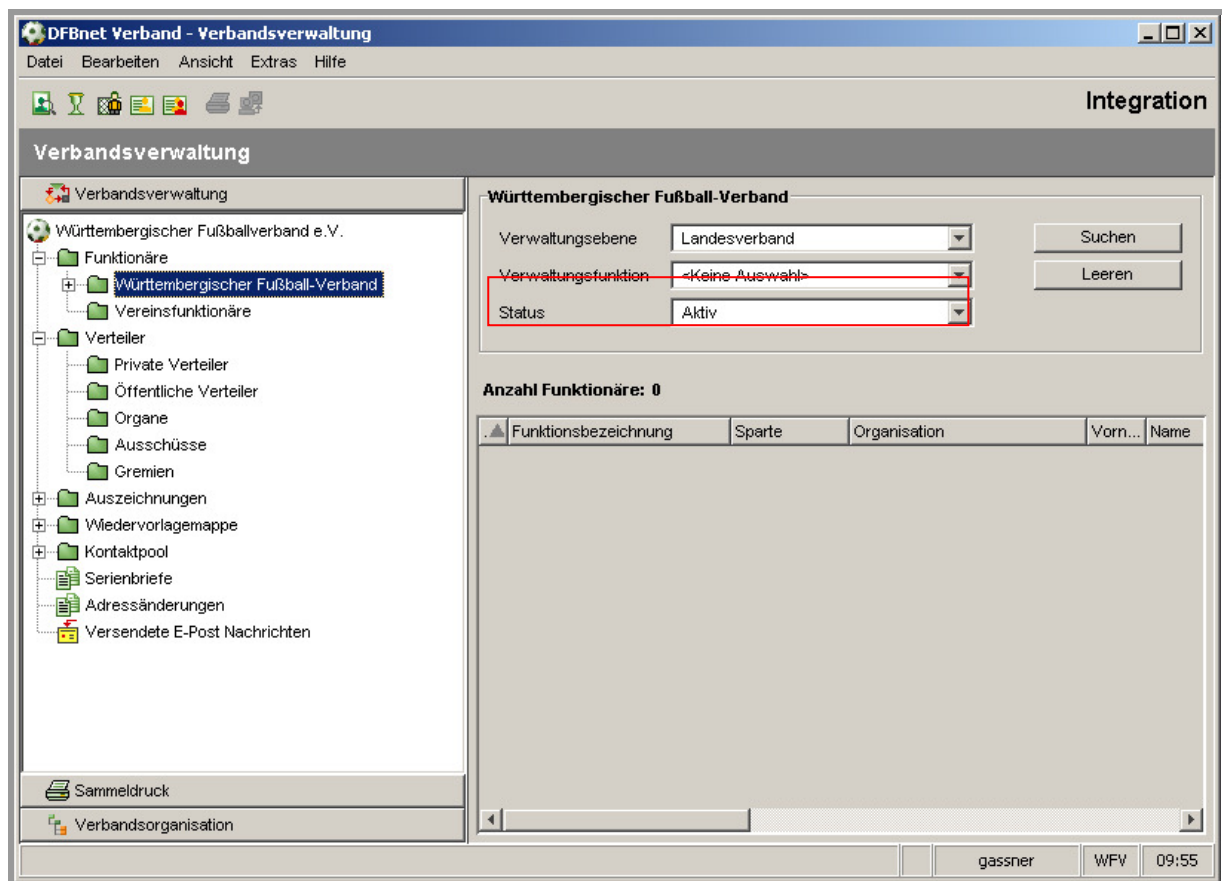 DFBnet Verband - Verbandsverwaltung
Datei Bearbeiten Ansicht Extras Hilfe
Integration
Verbandsverwaltung
Verbandsverwaltung
Württembergischer Fußballverband e.V.
Funktionäre
Württembergischer Fußball-Verband
Vereinsfunktionäre
Verteiler
Private Verteiler
Öffentliche Verteiler
Organe
Ausschüsse
Gremien
Auszeichnungen
Wiedervorlagemappe
Kontaktpool
Serienbriefe
Adressänderungen
Versendete E-Post Nachrichten
Sammeldruck
Verbandsorganisation
Württembergischer Fußball-Verband
Verwaltungsebene Landesverband Suchen
Verwaltungsfunktion <Keine Auswahl> Leeren
Status Aktiv
Anzahl Funktionäre: 0
. Funktionsbezeichnung Sparte Organisation Vorn... Name
gassner WFV 09:55